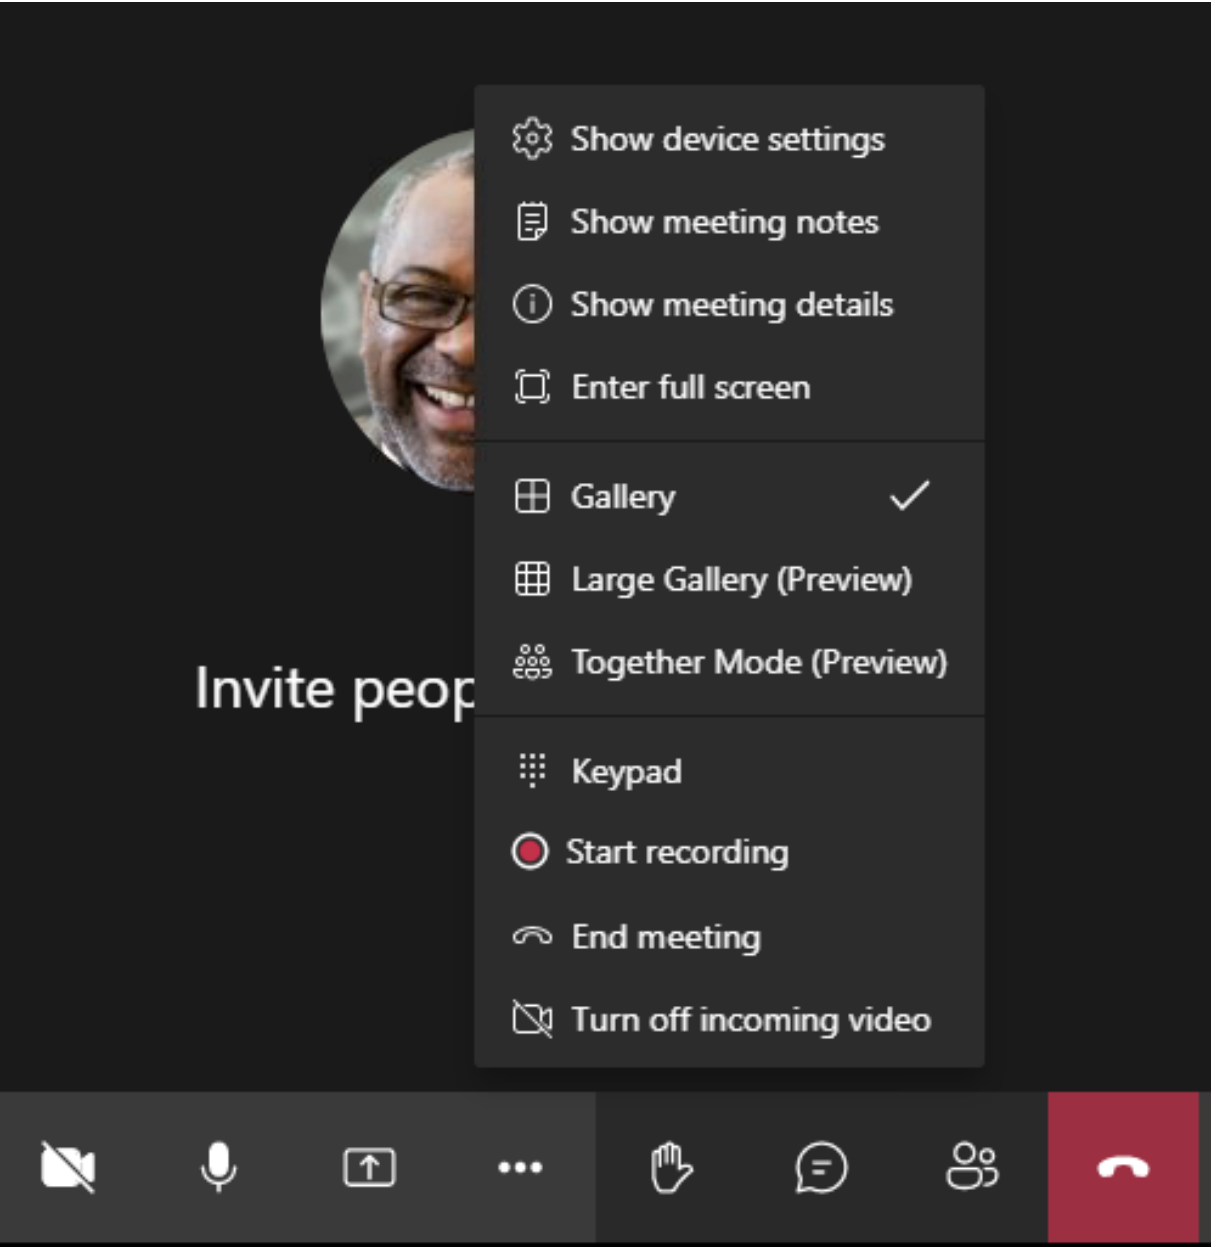 Show device settings
Show meeting notes
Show meeting details
Enter full screen
Gallery
Large Gallery (Preview)
Together Mode (Preview)
Invite peop
Keypad
Start recording
End meeting
Turn off incoming video